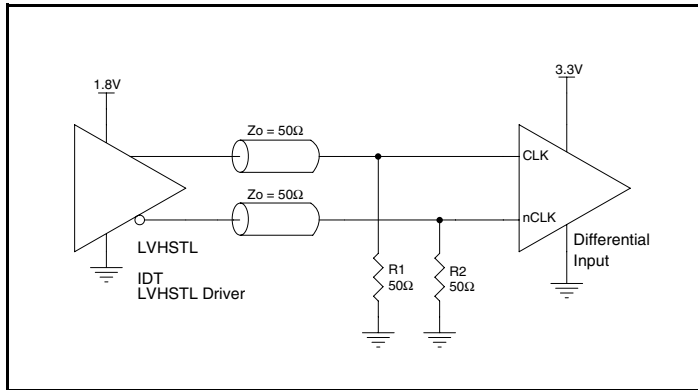 1.8V
3.3V
Zo = 50Ω
CLK
Zo = 50Ω
nCLK
LVHSTL
IDT
LVHSTL Driver
R1
50Ω
R2
50Ω
Differential
Input